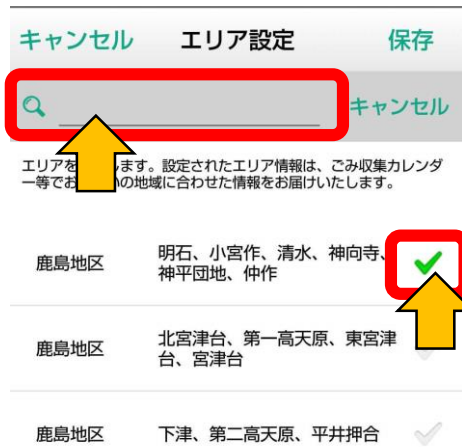 キャンセル エリア設定 保存
キャンセル
エリアを します。設定されたエリア情報は、ごみ収集カレンダ
ー等でお いの地域に合わせた情報をお届けいたします。
鹿島地区 明石、小宮作、清水、神向寺、
神平団地、仲作
鹿島地区 北宮津台、第一高天原、東宮津
台、宮津台
鹿島地区 下津、第二高天原、平井押合